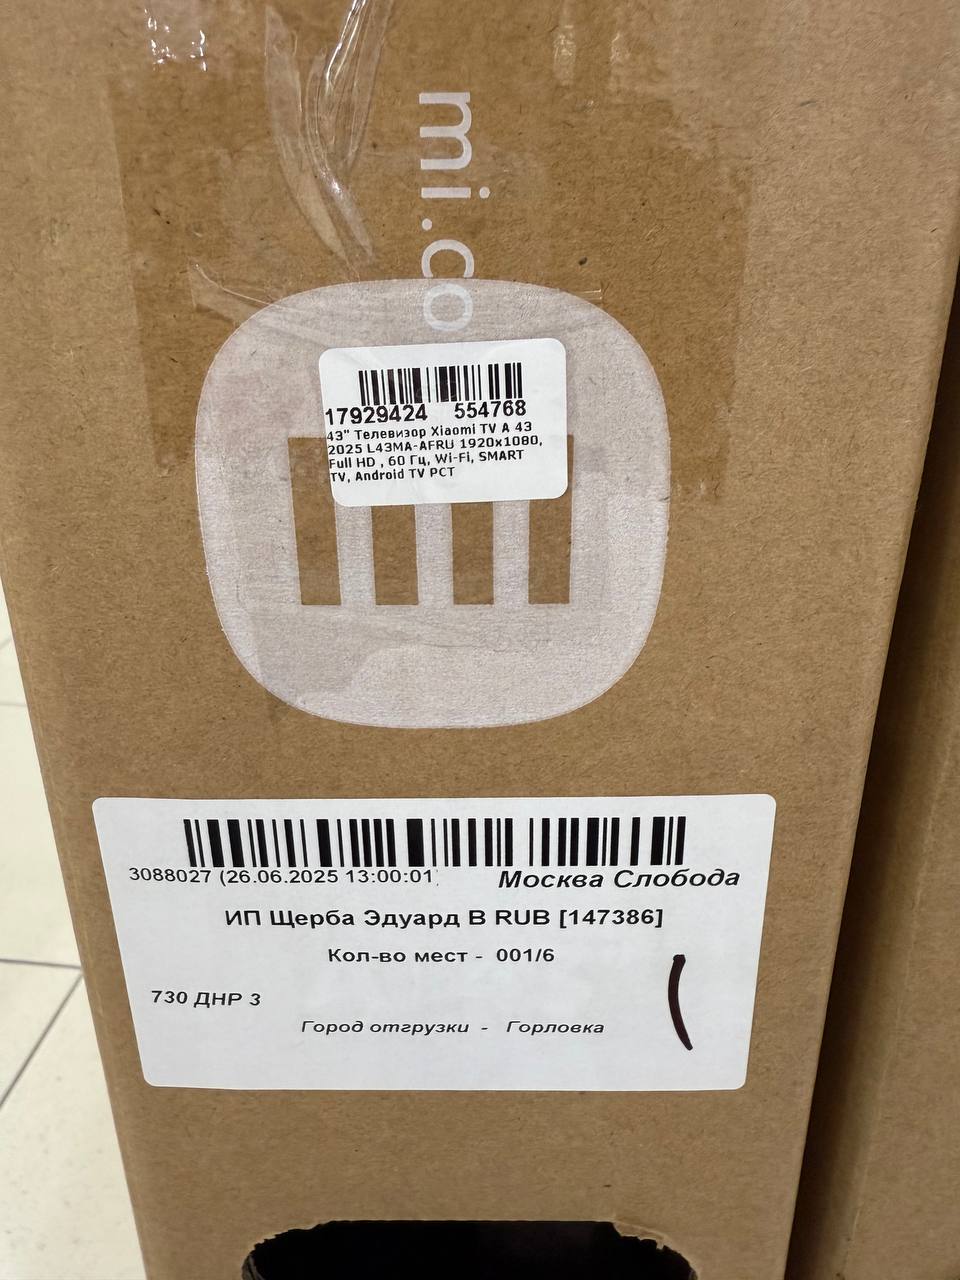 mi.co
17929424 554768
43" Телевизор Xiaomi TV A 43
2025 L43MA-AFRU 1920x1080,
Full HD , 60 Гц, Wi-Fi, SMART
TV, Android TV РСТ
3088027 (26.06.2025 13:00:01
Москва Слобода
ИП Щерба Эдуард В RUB [147386]
Кол-во мест - 001/6
730 ДНР 3
Город отгрузки - Горловка